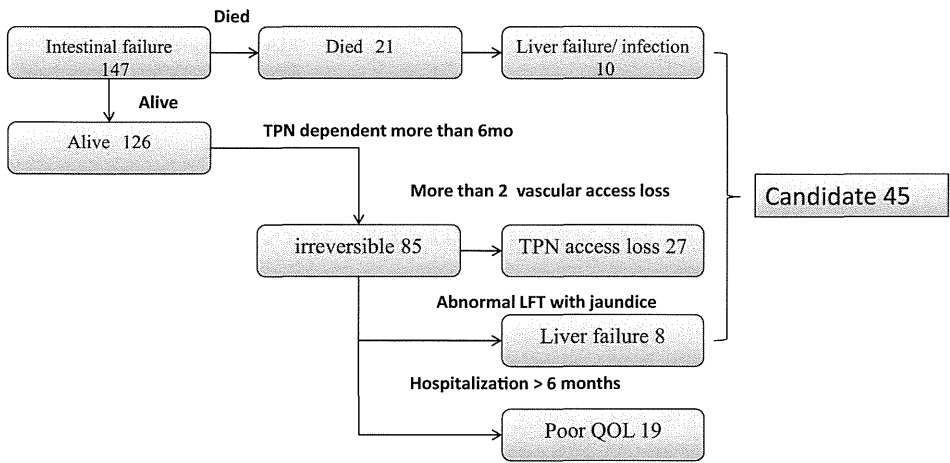 Died
Intestinal failure
147
Died 21
Liver failure/ infection
10
Alive
Alive 126
TPN dependent more than 6mo
More than 2 vascular access loss
Candidate 45
irreversible 85
TPN access loss 27
Abnormal LFT with jaundice
Liver failure 8
Hospitalization > 6 months
Poor QOL 19